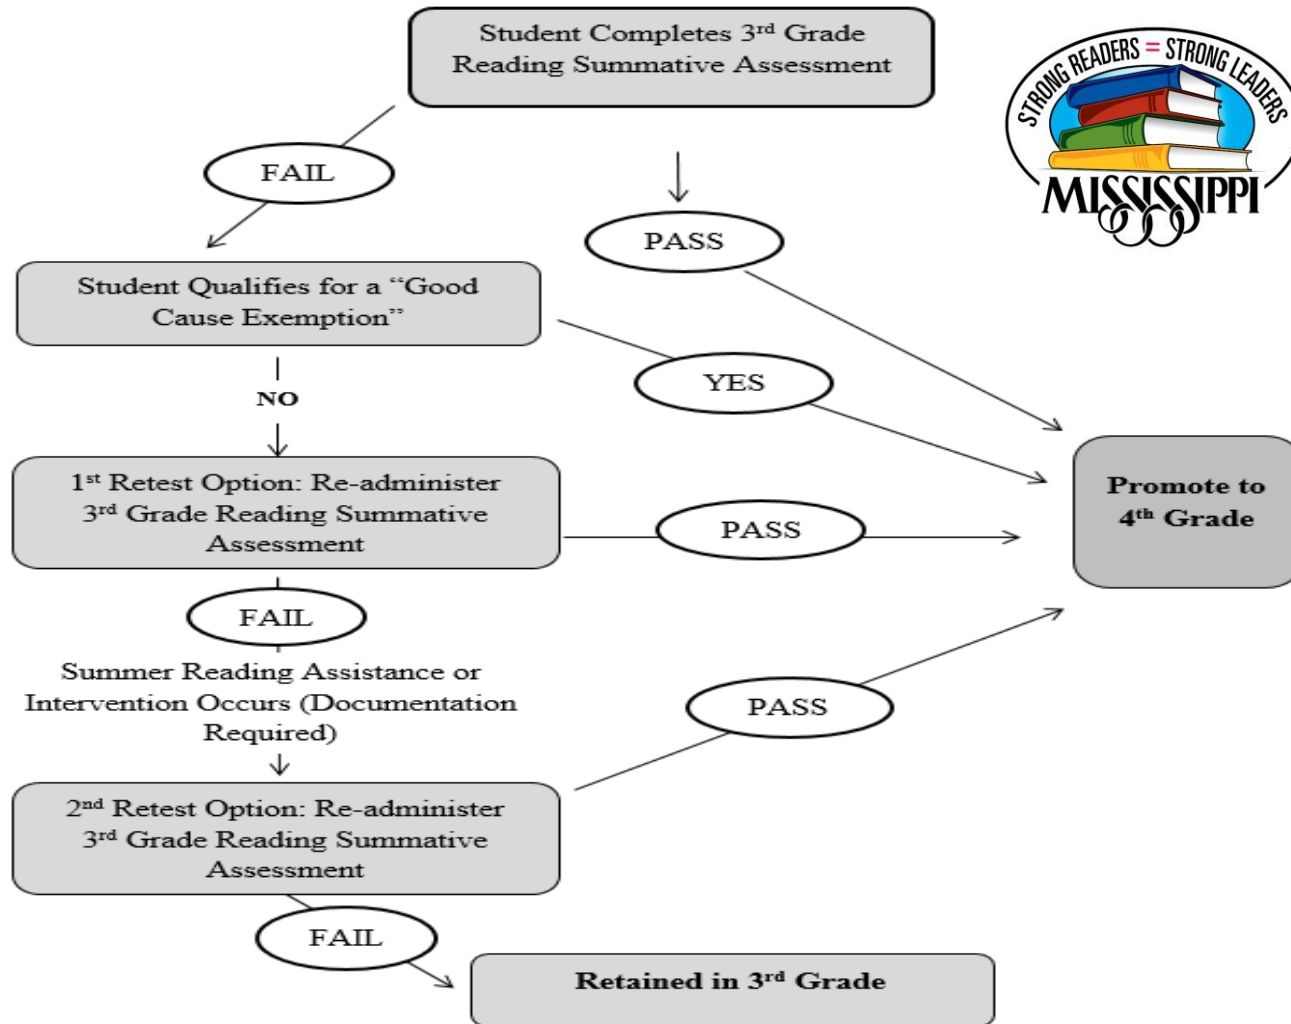 Student Completes 3rd Grade
Reading Summative Assessment
STRONG READERS = STRONG LEADERS
MISSISSIPPI
FAIL
PASS
Student Qualifies for a “Good
Cause Exemption”
YES
NO
1st Retest Option: Re-administer
3rd Grade Reading Summative
Assessment
PASS
Promote to
4th Grade
FAIL
Summer Reading Assistance or
Intervention Occurs (Documentation
Required)
PASS
2nd Retest Option: Re-administer
3rd Grade Reading Summative
Assessment
FAIL
Retained in 3rd Grade